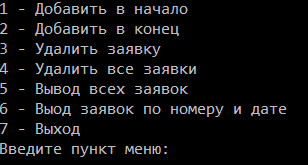 1 - Добавить в начало
2 - Добавить в конец
3 - Удалить заявку
4 - Удалить все заявки
5 - Вывод всех заявок
6 - Выод заявок по номеру и дате
7 - Выход
Введите пункт меню: